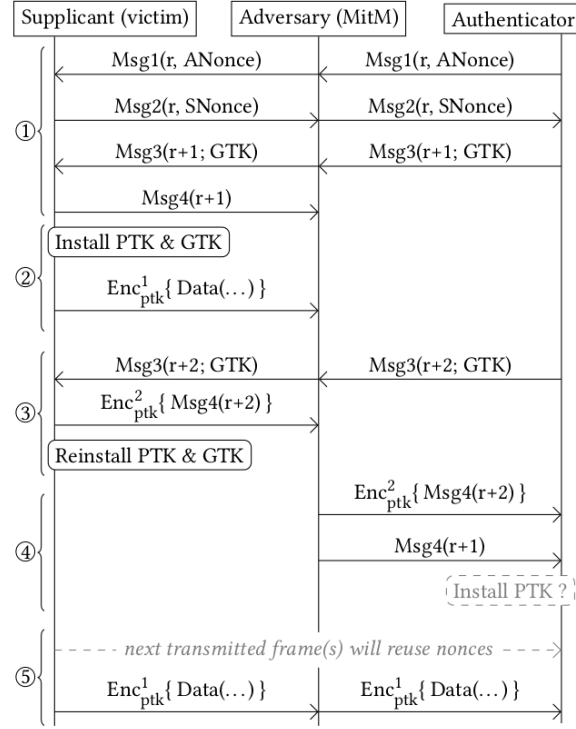 Supplicant (victim) Adversary (MitM) Authenticator
Msg1(r, ANonce) Msg1(r, ANonce)
Msg2(r, SNonce) Msg2(r, SNonce)
①
Msg3(r+1; GTK) Msg3(r+1; GTK)
Msg4(r+1)
Install PTK & GTK
②
Enc¹ptk{ Data(…) }
Msg3(r+2; GTK) Msg3(r+2; GTK)
③
Enc²ptk{ Msg4(r+2) }
Reinstall PTK & GTK
Enc²ptk{ Msg4(r+2) }
④
Msg4(r+1)
Install PTK ?
next transmitted frame(s) will reuse nonces
⑤
Enc¹ptk{ Data(…) } Enc¹ptk{ Data(…) }